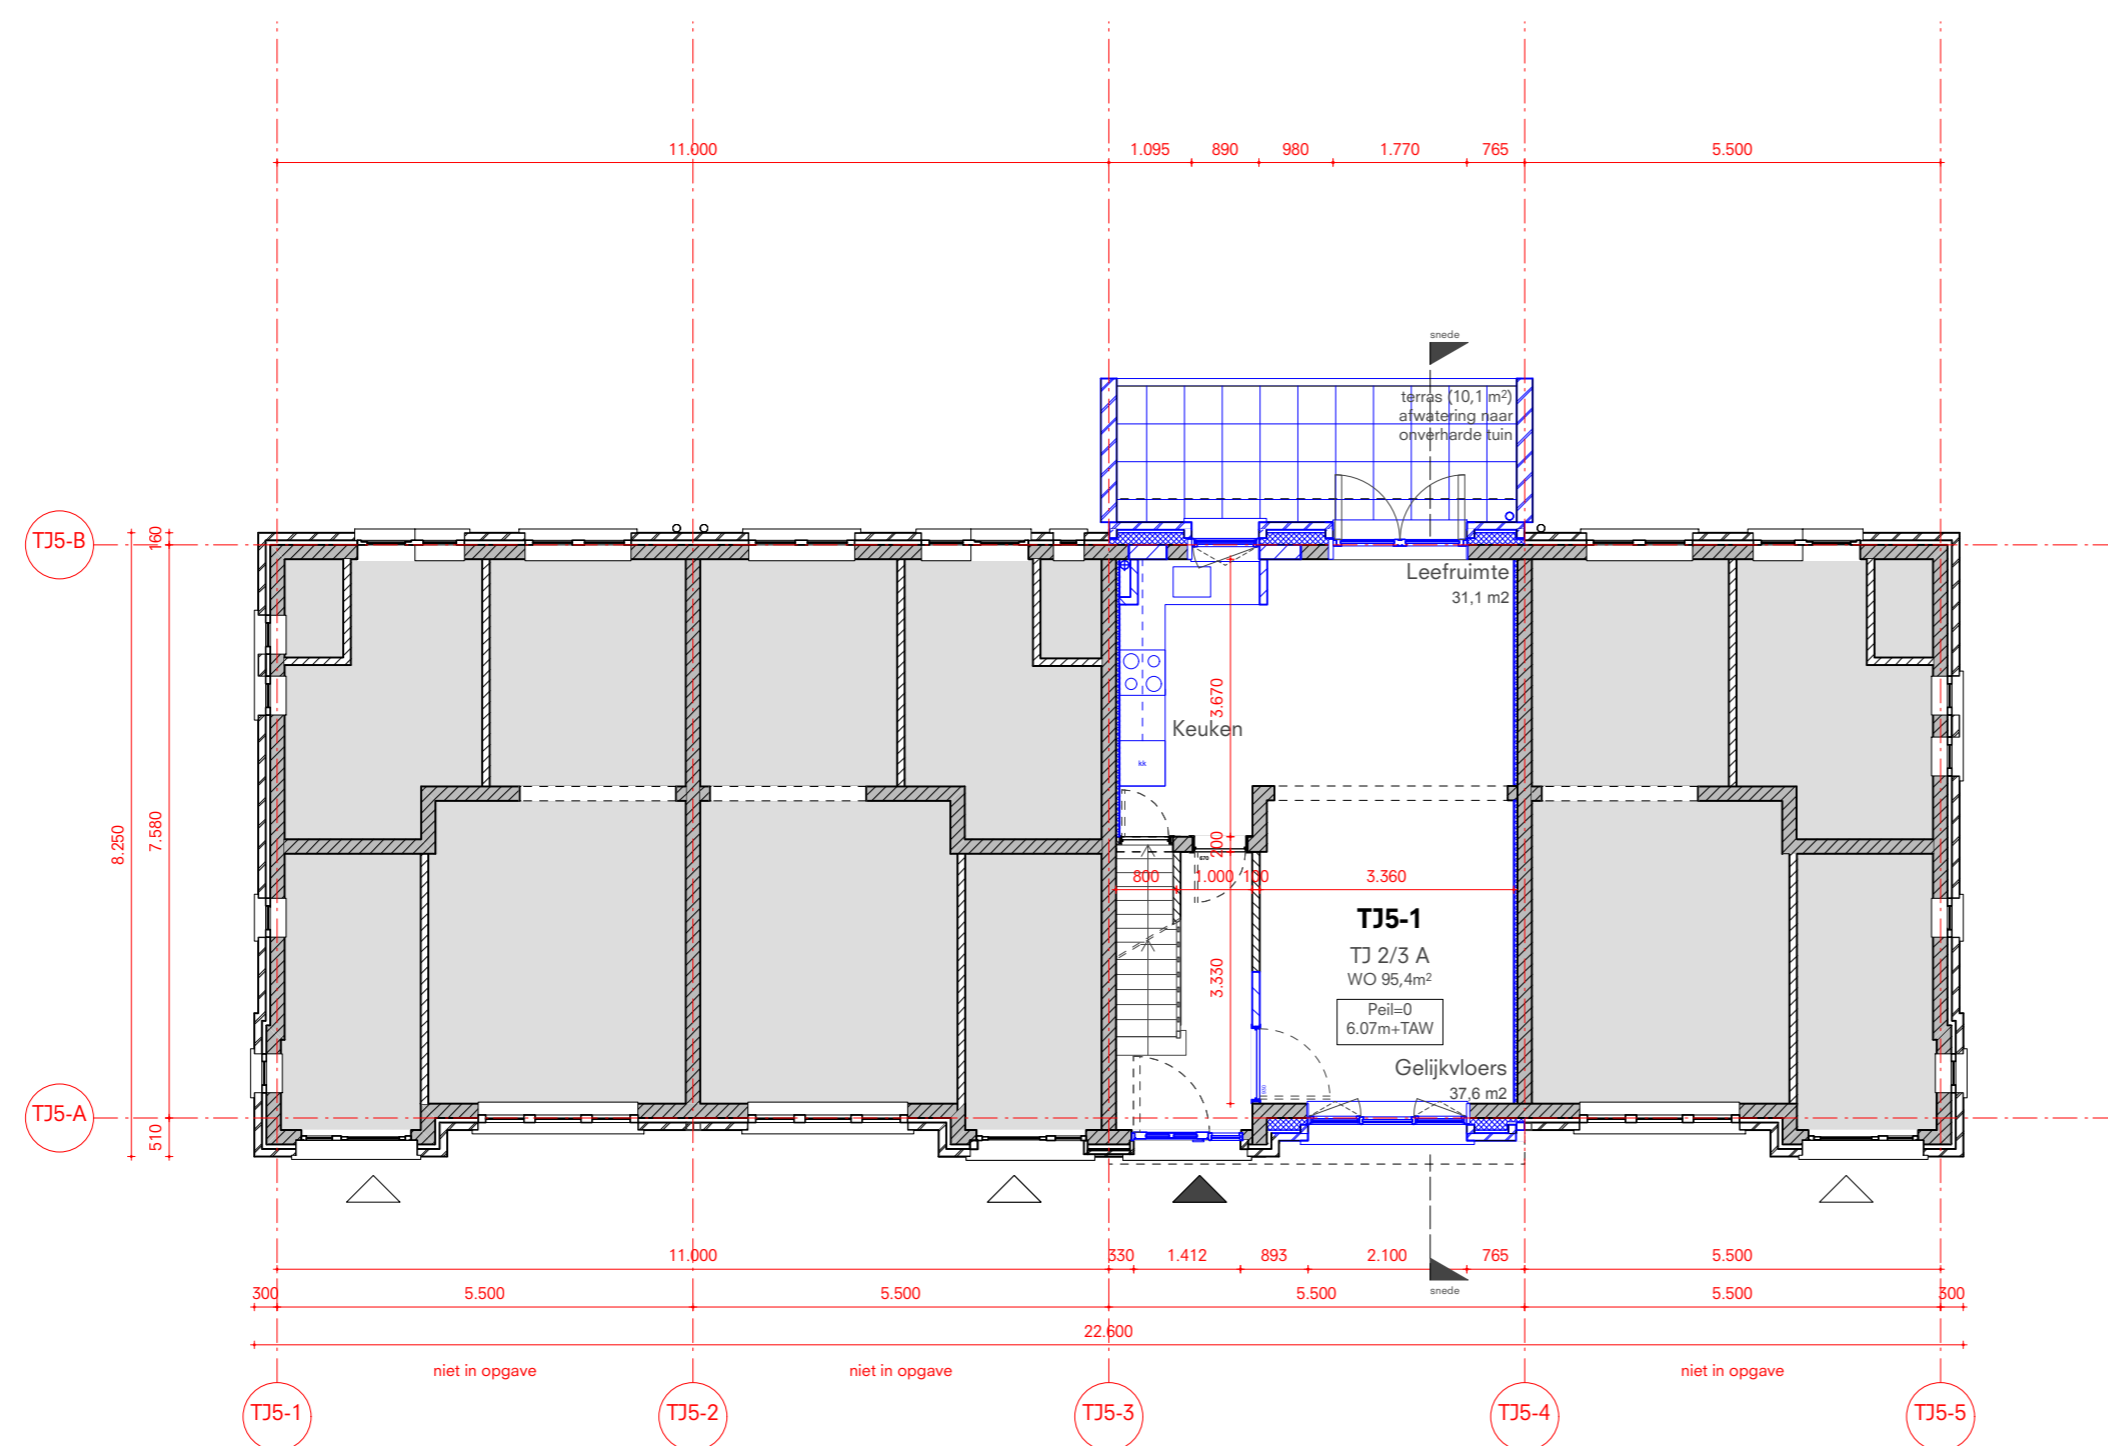 11.000
1.095
890
980
1.770
765
5.500
snede
terras (10,1 m²)
afwatering naar
onverharde tuin
TJ5-B
160
Leefruimte
31,1 m2
3.670
Keuken
kk
8.250
7.580
200
670
800
1.000
100
3.360
TJ5-1
TJ 2/3 A
WO 95,4m²
3.330
Peil=0
6.07m+TAW
Gelijkvloers
37,6 m2
TJ5-A
510
11.000
330
1.412
893
2.100
765
5.500
snede
300
5.500
5.500
5.500
5.500
300
22.600
niet in opgave
niet in opgave
niet in opgave
TJ5-1
TJ5-2
TJ5-3
TJ5-4
TJ5-5